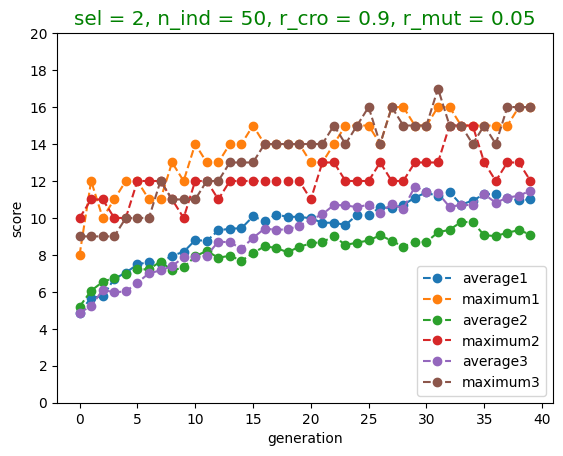 sel = 2, n_ind = 50, r_cro = 0.9, r_mut = 0.05
20
18
16
14
12
10
8
6
4
2
0
score
average1
maximum1
average2
maximum2
average3
maximum3
0 5 10 15 20 25 30 35 40
generation